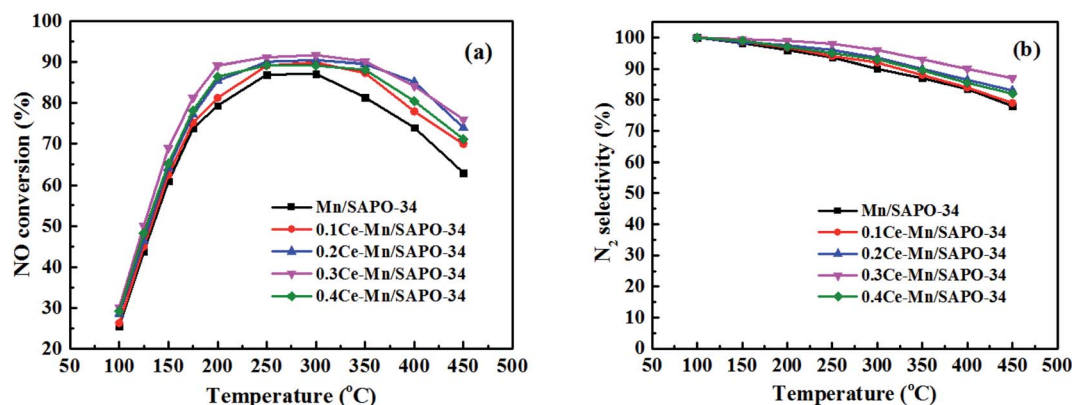 (a)
NO conversion (%)
100
90
80
70
60
50
40
30
20
Mn/SAPO-34
0.1Ce-Mn/SAPO-34
0.2Ce-Mn/SAPO-34
0.3Ce-Mn/SAPO-34
0.4Ce-Mn/SAPO-34
50 100 150 200 250 300 350 400 450 500
Temperature (°C)
(b)
N₂ selectivity (%)
100
90
80
70
60
50
40
30
20
10
0
Mn/SAPO-34
0.1Ce-Mn/SAPO-34
0.2Ce-Mn/SAPO-34
0.3Ce-Mn/SAPO-34
0.4Ce-Mn/SAPO-34
50 100 150 200 250 300 350 400 450 500
Temperature (°C)